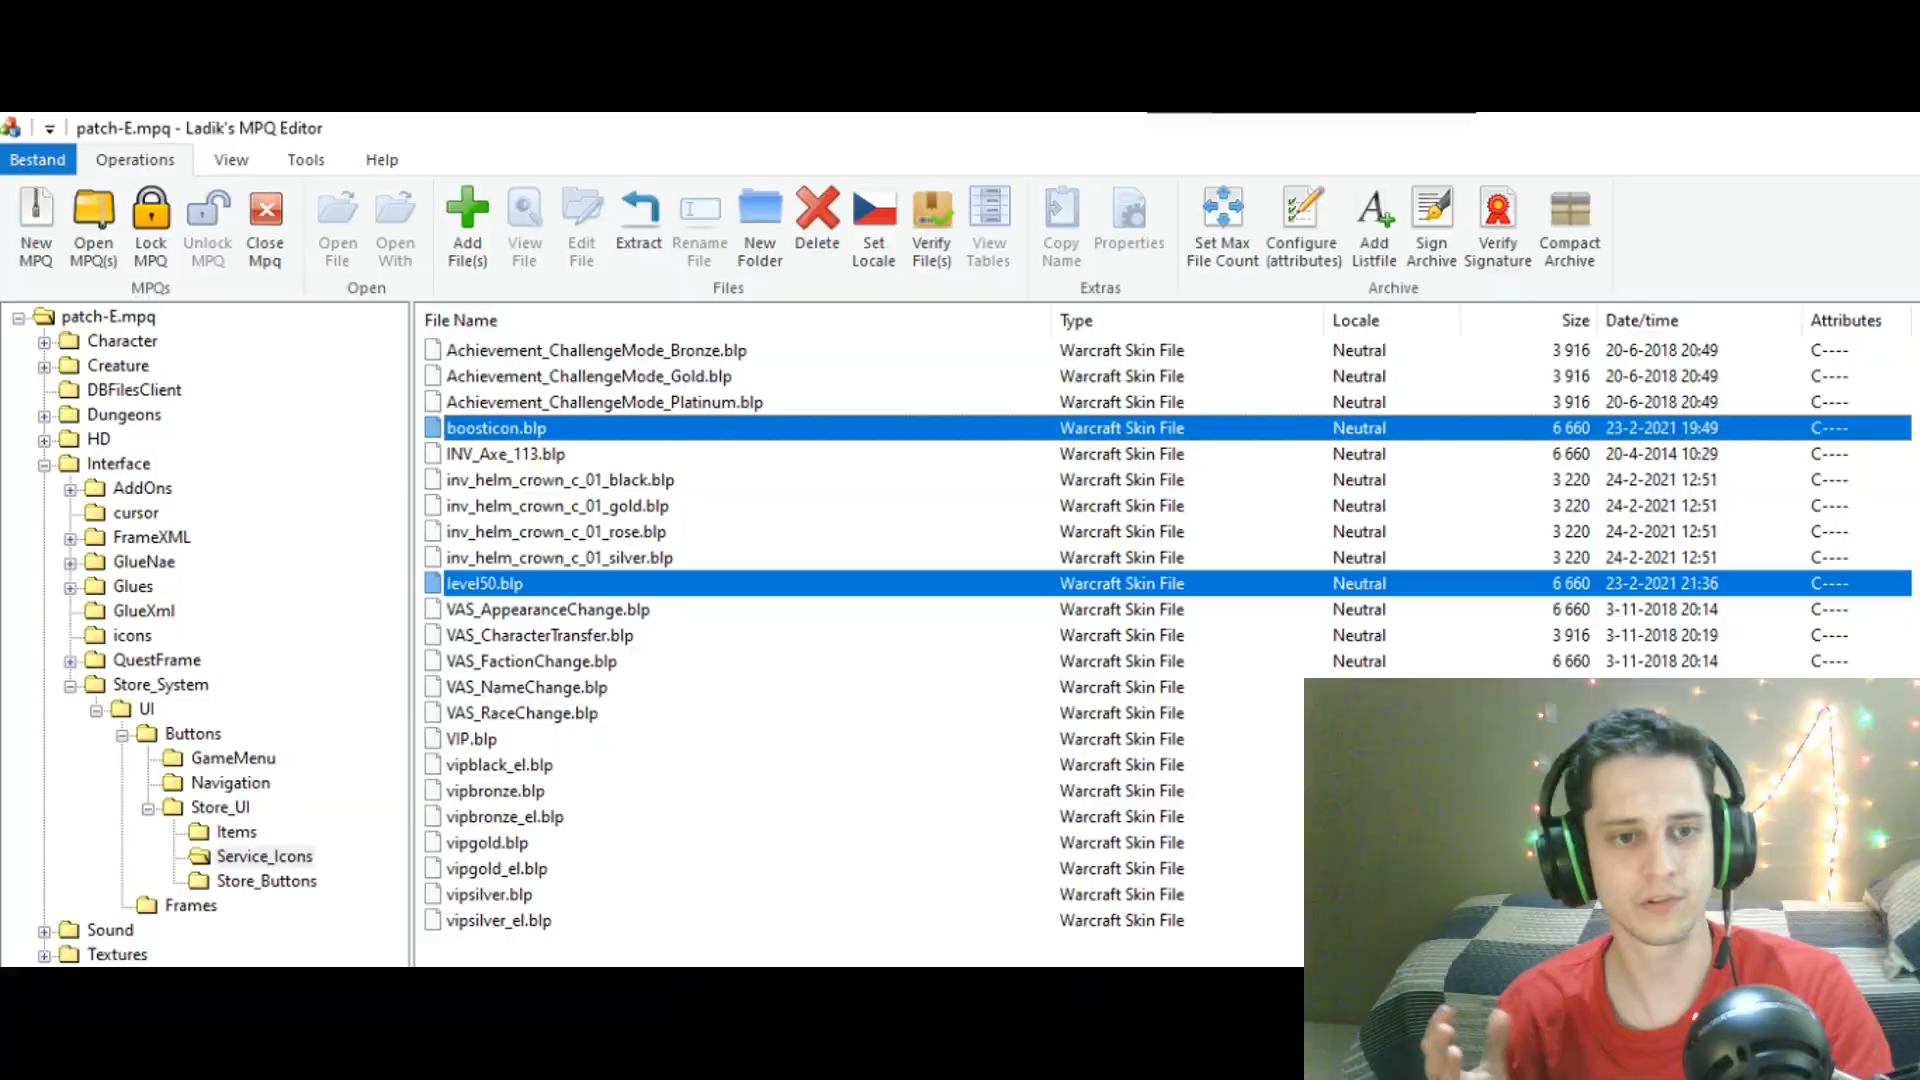 patch-E.mpq - Ladik's MPQ Editor
Bestand Operations View Tools Help
New MPQ
Open MPQ(s)
Lock MPQ
Unlock MPQ
Close Mpq
MPQs
Open File
Open With
Open
Add File(s)
View File
Edit File
Extract
Rename File
New Folder
Delete
Set Locale
Verify File(s)
View Tables
Files
Copy Name
Properties
Extras
Set Max File Count
Configure (attributes)
Add Listfile
Sign Archive
Verify Signature
Compact Archive
Archive
patch-E.mpq
Character
Creature
DBFilesClient
Dungeons
HD
Interface
AddOns
cursor
FrameXML
GlueNae
Glues
GlueXml
icons
QuestFrame
Store_System
UI
Buttons
GameMenu
Navigation
Store_UI
Items
Service_Icons
Store_Buttons
Frames
Sound
Textures
File Name Type Locale Size Date/time Attributes
Achievement_ChallengeMode_Bronze.blp Warcraft Skin File Neutral 3 916 20-6-2018 20:49 C----
Achievement_ChallengeMode_Gold.blp Warcraft Skin File Neutral 3 916 20-6-2018 20:49 C----
Achievement_ChallengeMode_Platinum.blp Warcraft Skin File Neutral 3 916 20-6-2018 20:49 C----
boosticon.blp Warcraft Skin File Neutral 6 660 23-2-2021 19:49 C----
INV_Axe_113.blp Warcraft Skin File Neutral 6 660 20-4-2014 10:29 C----
inv_helm_crown_c_01_black.blp Warcraft Skin File Neutral 3 220 24-2-2021 12:51 C----
inv_helm_crown_c_01_gold.blp Warcraft Skin File Neutral 3 220 24-2-2021 12:51 C----
inv_helm_crown_c_01_rose.blp Warcraft Skin File Neutral 3 220 24-2-2021 12:51 C----
inv_helm_crown_c_01_silver.blp Warcraft Skin File Neutral 3 220 24-2-2021 12:51 C----
level50.blp Warcraft Skin File Neutral 6 660 23-2-2021 21:36 C----
VAS_AppearanceChange.blp Warcraft Skin File Neutral 6 660 3-11-2018 20:14 C----
VAS_CharacterTransfer.blp Warcraft Skin File Neutral 3 916 3-11-2018 20:19 C----
VAS_FactionChange.blp Warcraft Skin File Neutral 6 660 3-11-2018 20:14 C----
VAS_NameChange.blp Warcraft Skin File
VAS_RaceChange.blp Warcraft Skin File
VIP.blp Warcraft Skin File
vipblack_el.blp Warcraft Skin File
vipbronze.blp Warcraft Skin File
vipbronze_el.blp Warcraft Skin File
vipgold.blp Warcraft Skin File
vipgold_el.blp Warcraft Skin File
vipsilver.blp Warcraft Skin File
vipsilver_el.blp Warcraft Skin File